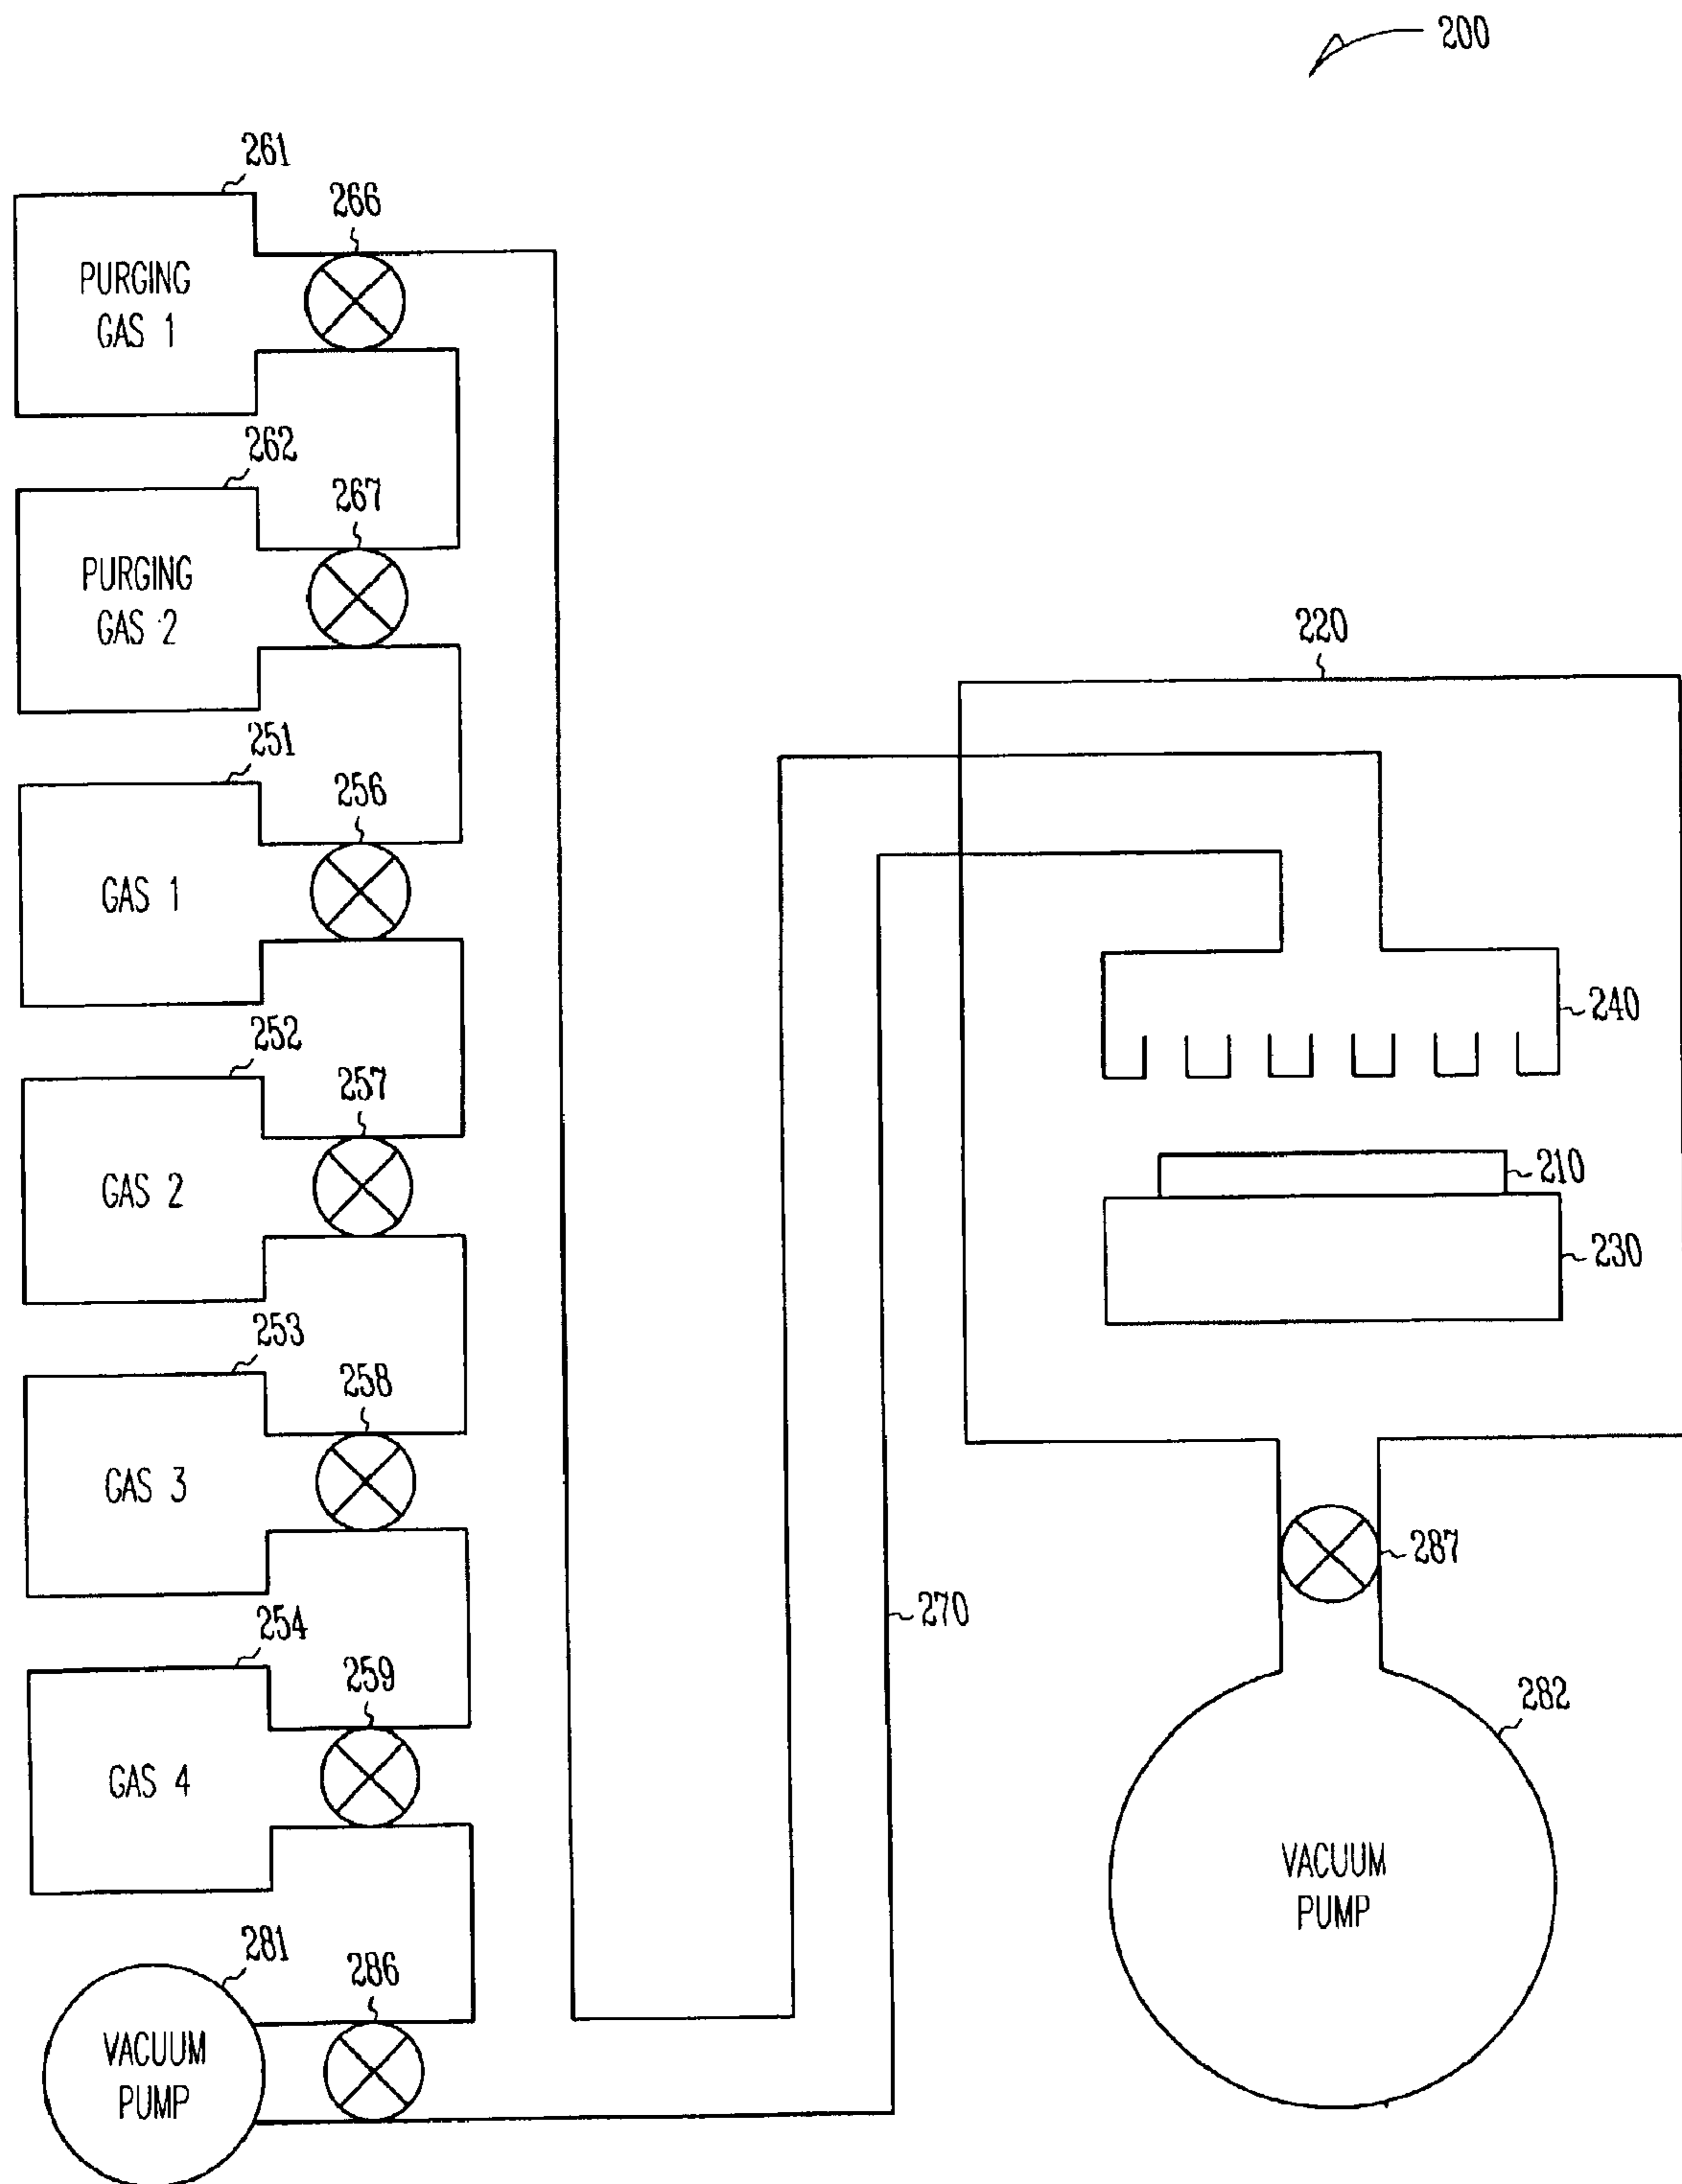 200
261
266
PURGING
GAS 1
262
267
PURGING
GAS 2
220
251
256
GAS 1
240
252
257
GAS 2
210
230
253
258
GAS 3
287
270
254
259
GAS 4
282
VACUUM
PUMP
281
286
VACUUM
PUMP